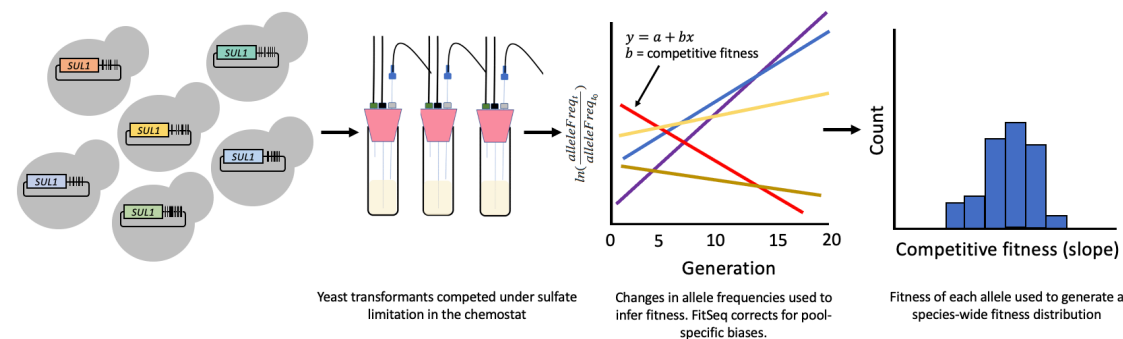 SUL1
SUL1
SUL1
SUL1
SUL1
SUL1
Yeast transformants competed under sulfate
limitation in the chemostat
y = a + bx
b = competitive fitness
ln(alleleFreq_t/alleleFreq_t0)
0 5 10 15 20
Generation
Changes in allele frequencies used to
infer fitness. FitSeq corrects for pool-
specific biases.
Count
Competitive fitness (slope)
Fitness of each allele used to generate a
species-wide fitness distribution